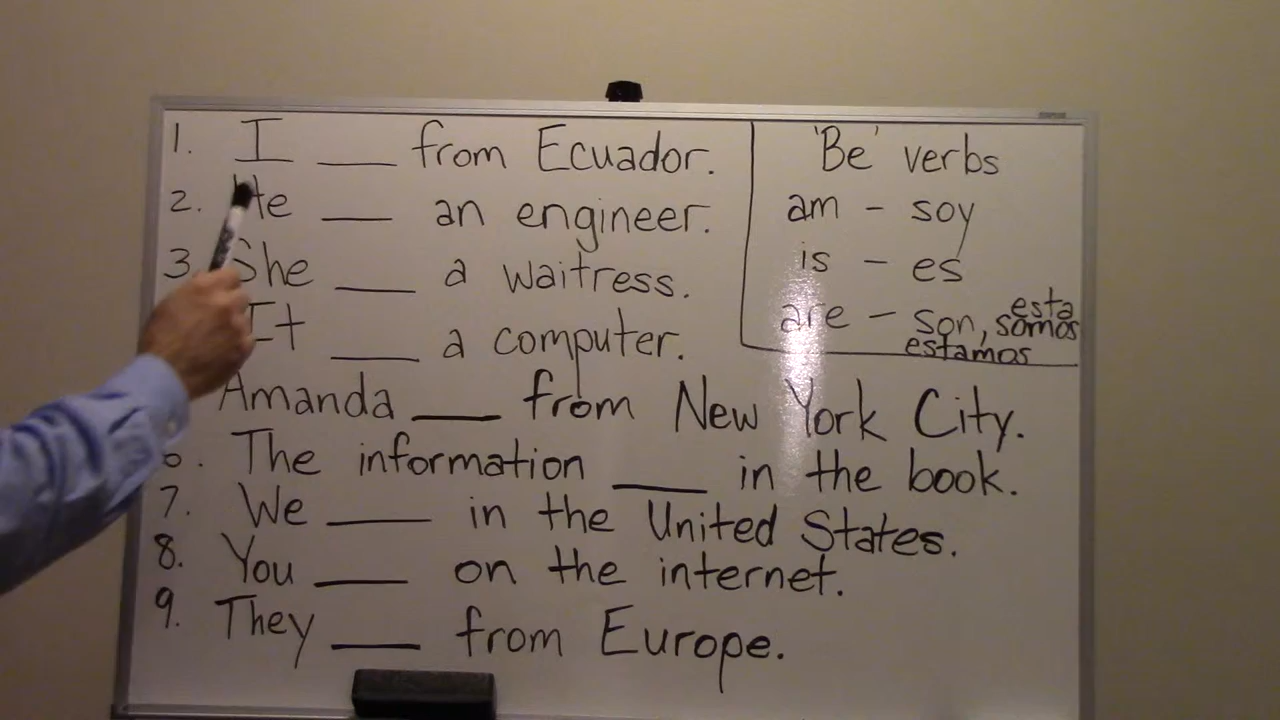 1. I ___ from Ecuador.
2. He ___ an engineer.
3. She ___ a waitress.
It ___ a computer.
Amanda ___ from New York City.
6. The information ___ in the book.
7. We ___ in the United States.
8. You ___ on the internet.
9. They ___ from Europe.
'Be' verbs
am - soy
is - es
are - son, esta
somos
estamos